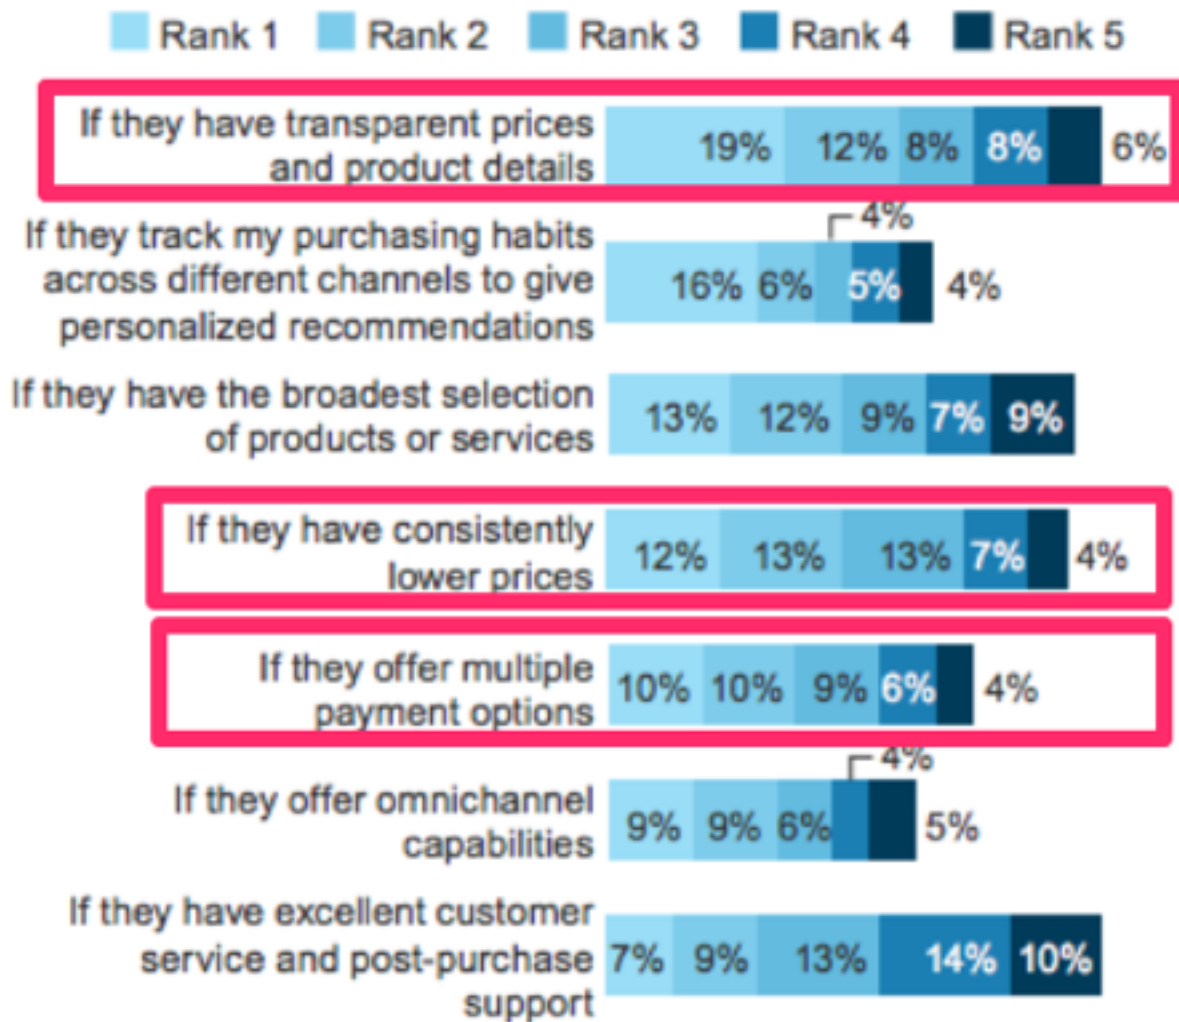 Rank 1 Rank 2 Rank 3 Rank 4 Rank 5
If they have transparent prices
and product details
19% 12% 8% 8% 6%
4%
If they track my purchasing habits
across different channels to give
personalized recommendations
16% 6% 5% 4%
If they have the broadest selection
of products or services
13% 12% 9% 7% 9%
If they have consistently
lower prices
12% 13% 13% 7% 4%
If they offer multiple
payment options
10% 10% 9% 6% 4%
4%
If they offer omnichannel
capabilities
9% 9% 6% 5%
If they have excellent customer
service and post-purchase
support
7% 9% 13% 14% 10%